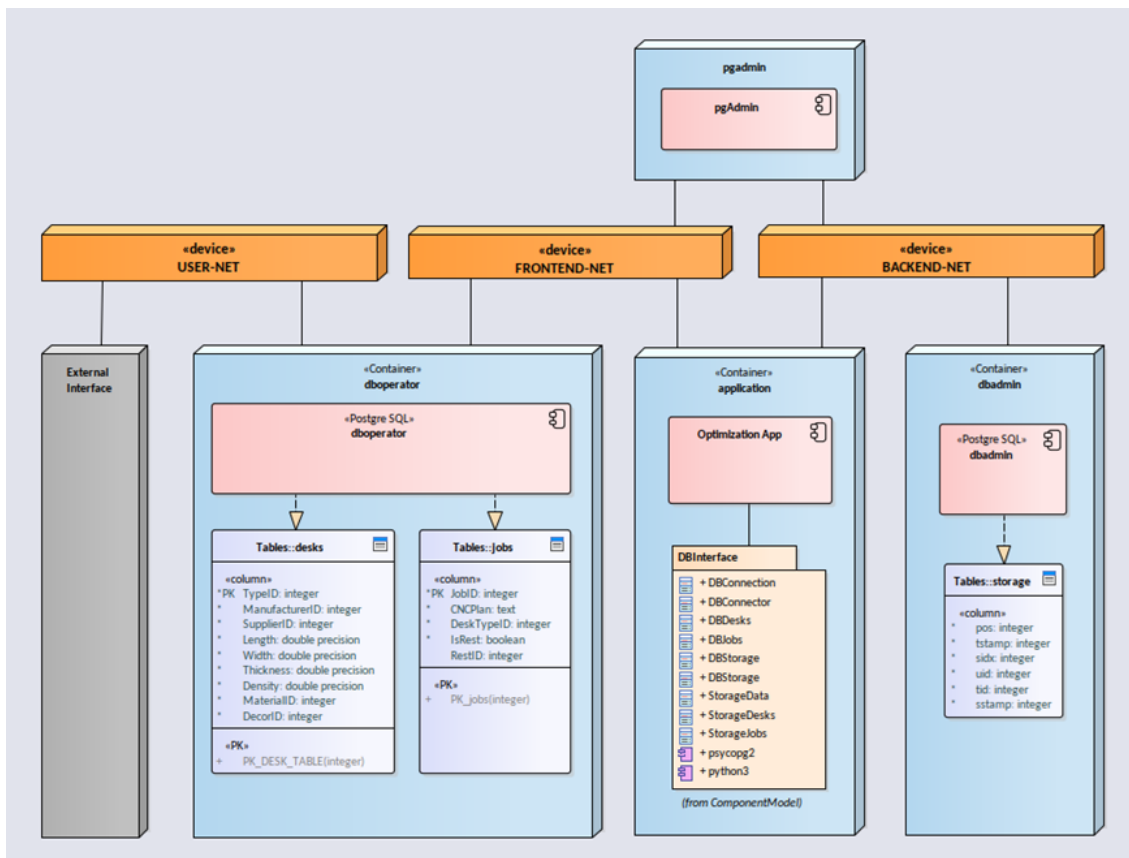 pgadmin
pgAdmin
«device»
USER-NET
«device»
FRONTEND-NET
«device»
BACKEND-NET
External
Interface
«Container»
dboperator
«Postgre SQL»
dboperator
Tables::desks
«column»
*PK TypeID: integer
* ManufacturerID: integer
* SupplierID: integer
* Length: double precision
* Width: double precision
* Thickness: double precision
* Density: double precision
* MaterialID: integer
* DecorID: integer
«PK»
+ PK_DESK_TABLE(integer)
Tables::jobs
«column»
*PK JobID: integer
* CNCPlan: text
* DeskTypeID: integer
* IsRest: boolean
RestID: integer
«PK»
+ PK_jobs(integer)
«Container»
application
Optimization App
DBInterface
+ DBConnection
+ DBConnector
+ DBDesks
+ DBJobs
+ DBStorage
+ DBStorage
+ StorageData
+ StorageDesks
+ StorageJobs
+ psycopg2
+ python3
(from ComponentModel)
«Container»
dbadmin
«Postgre SQL»
dbadmin
Tables::storage
«column»
* pos: integer
* tstamp: integer
* sidx: integer
* uid: integer
* tid: integer
* sstamp: integer